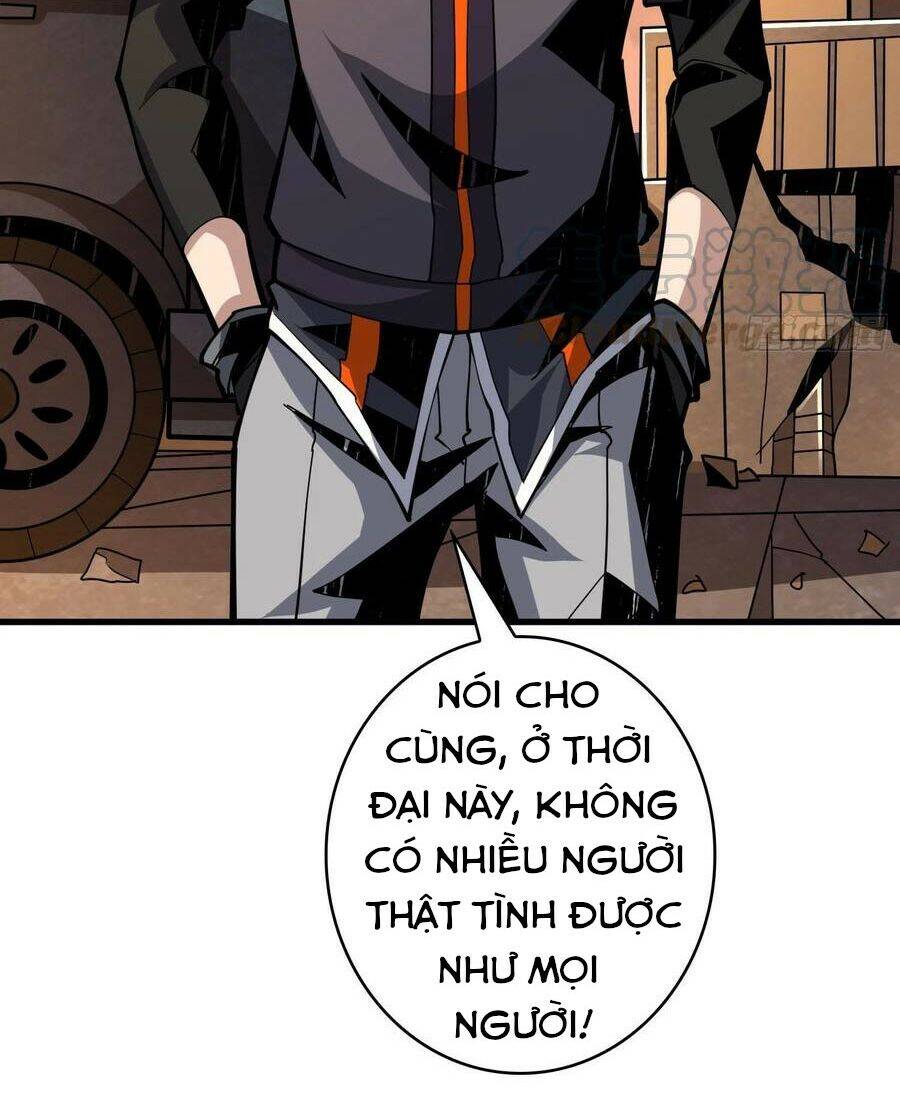 NÓI CHO
CÙNG, Ở THỜI
ĐẠI NÀY, KHÔNG
CÓ NHIỀU NGƯỜI
THẬT TÌNH ĐƯỢC
NHƯ MỌI
NGƯỜI!